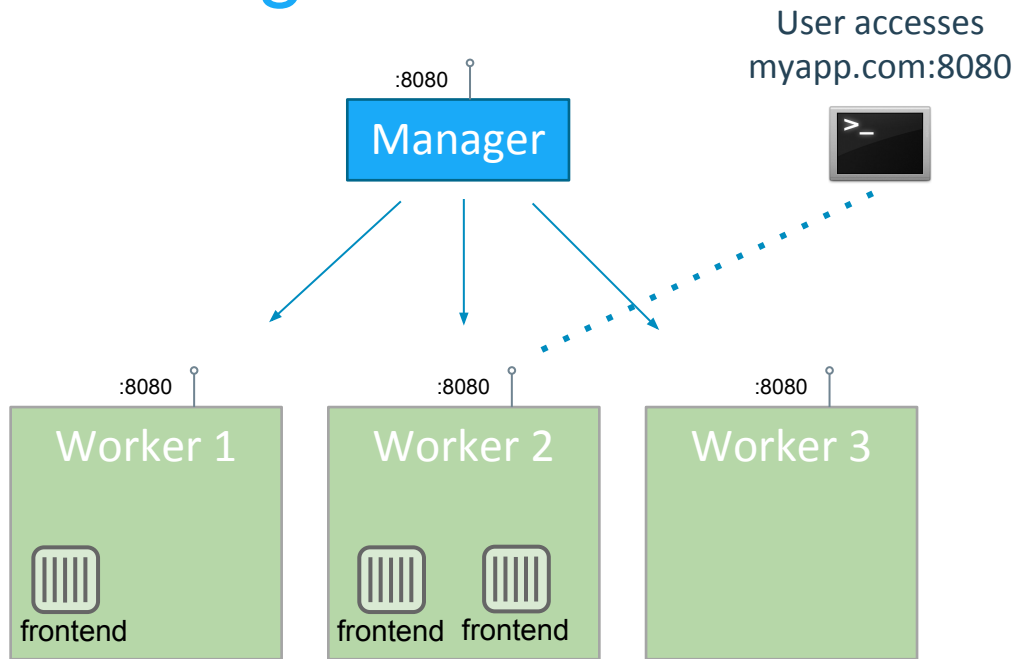 User accesses
myapp.com:8080
:8080
Manager
>_
:8080
:8080
:8080
Worker 1
Worker 2
Worker 3
frontend
frontend
frontend